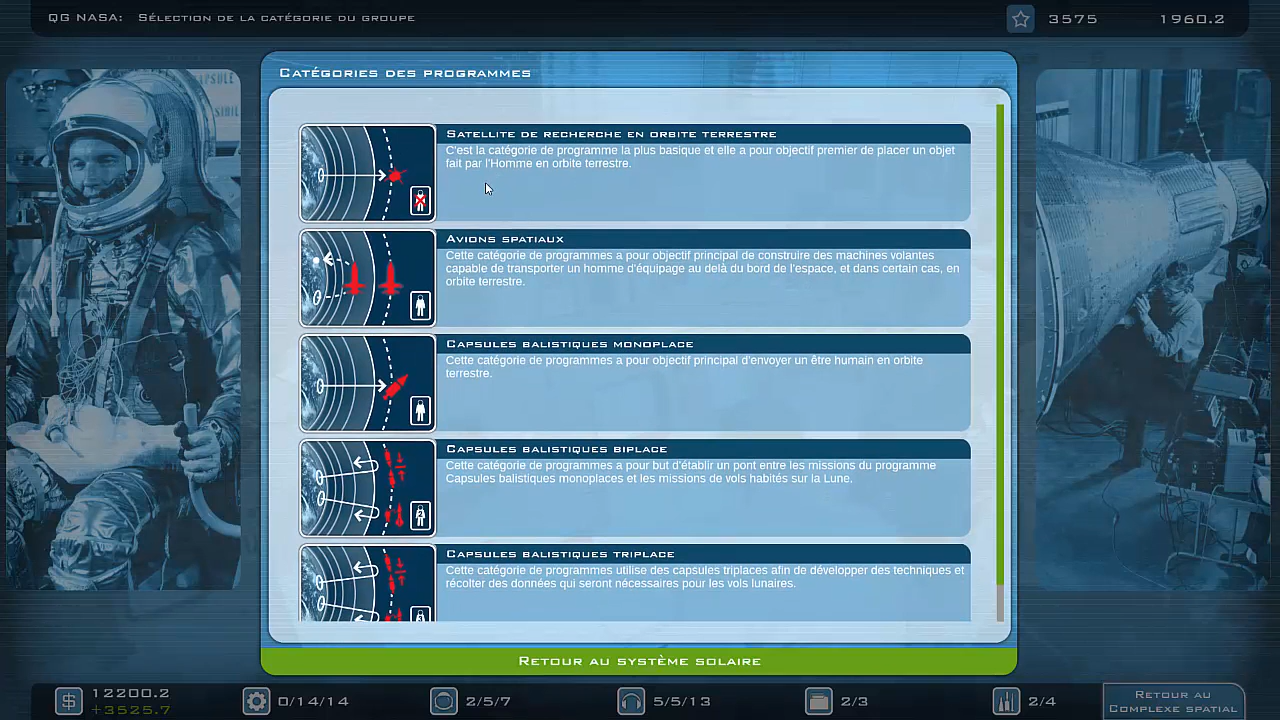 QG NASA: Sélection de la catégorie du groupe
3575
1960.2
Catégories des programmes
Satellite de recherche en orbite terrestre
C'est la catégorie de programme la plus basique et elle a pour objectif premier de placer un objet
fait par l'Homme en orbite terrestre.
Avions spatiaux
Cette catégorie de programmes a pour objectif principal de construire des machines volantes
capable de transporter un homme d'équipage au delà du bord de l'espace, et dans certain cas, en
orbite terrestre.
Capsules balistiques monoplace
Cette catégorie de programmes a pour objectif principal d'envoyer un être humain en orbite
terrestre.
Capsules balistiques biplace
Cette catégorie de programmes a pour but d'établir un pont entre les missions du programme
Capsules balistiques monoplaces et les missions de vols habités sur la Lune.
2
Capsules balistiques triplace
Cette catégorie de programmes utilise des capsules triplaces afin de développer des techniques et
récolter des données qui seront nécessaires pour les vols lunaires.
Retour au système solaire
12200.2
+3525.7
0/14/14
2/5/7
5/5/13
2/3
2/4
Retour au
Complexe spatial